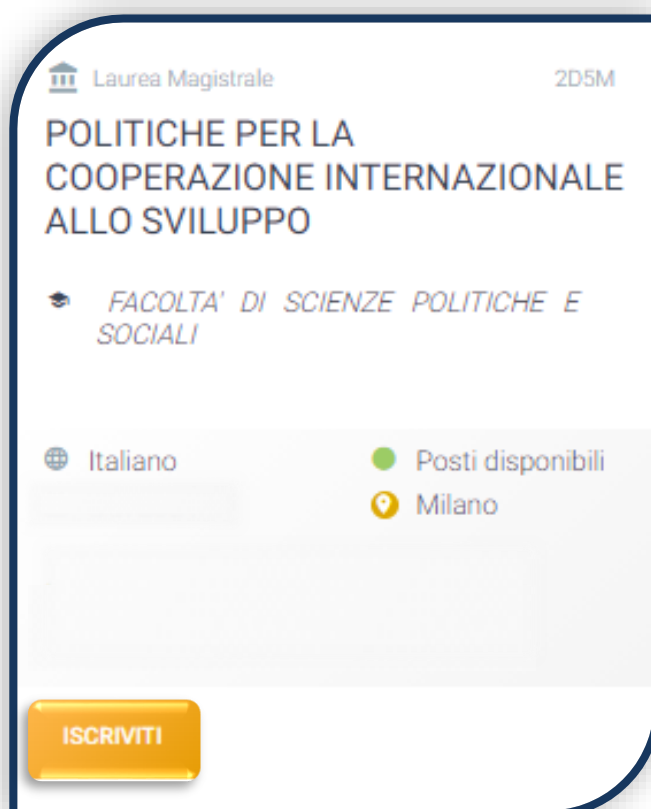 Laurea Magistrale 2D5M
POLITICHE PER LA
COOPERAZIONE INTERNAZIONALE
ALLO SVILUPPO
FACOLTA' DI SCIENZE POLITICHE E
SOCIALI
Italiano Posti disponibili
Milano
ISCRIVITI